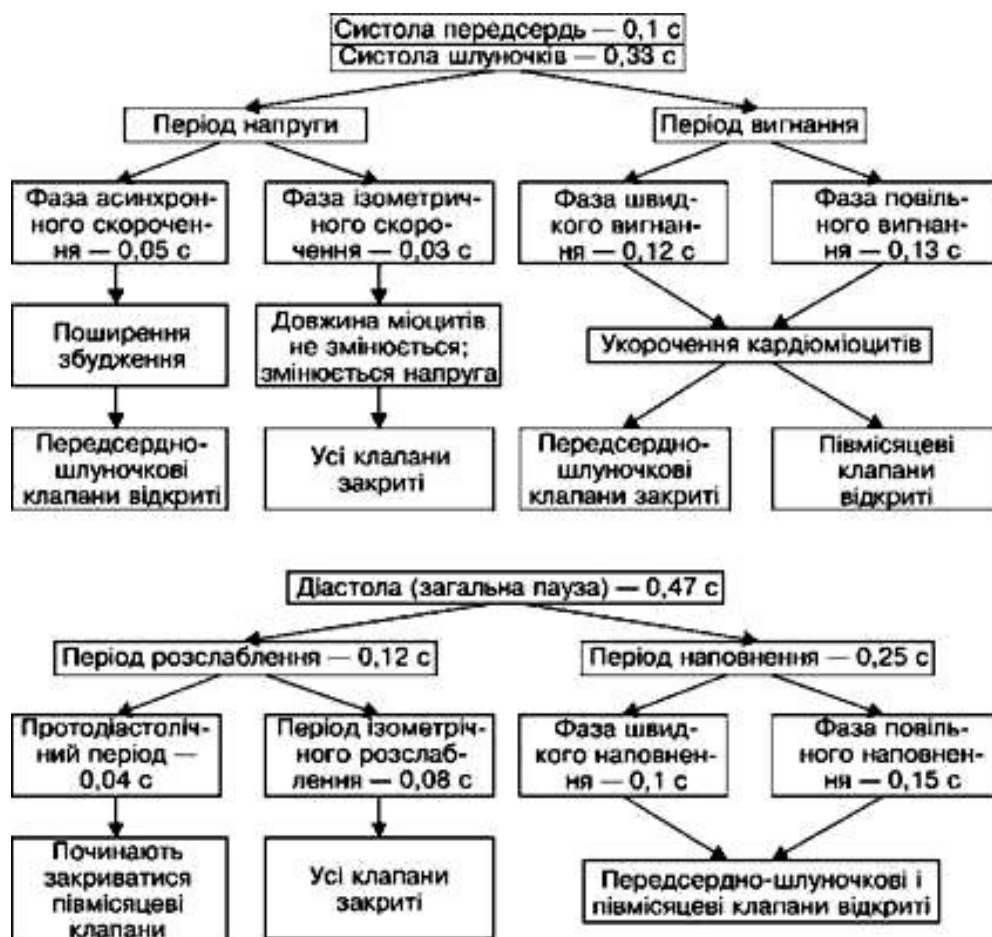 Систола передсердь — 0,1 с
Систола шлуночків — 0,33 с
Період напруги
Період вигнання
Фаза асинхрон-
ного скорочен-
ня — 0,05 с
Фаза ізометрич-
ного скоро-
чення — 0,03 с
Фаза швид-
кого вигнан-
ня — 0,12 с
Фаза повіль-
ного вигнан-
ня — 0,13 с
Поширення
збудження
Довжина міоцитів
не змінюється;
змінюється напруга
Укорочення кардіоміоцитів
Передсердно-
шлуночкові
клапани відкриті
Усі клапани
закриті
Передсердно-
шлуночкові
клапани закриті
Півмісяцеві
клапани
відкриті
Діастола (загальна пауза) — 0,47 с
Період розслаблення — 0,12 с
Період наповнення — 0,25 с
Протодіастоліч-
ний період —
0,04 с
Період ізометріч-
ного розслаб-
лення — 0,08 с
Фаза швид-
кого наповнен-
ня — 0,1 с
Фаза повіль-
ного наповнен-
ня — 0,15 с
Починають
закриватися
півмісяцеві
клапани
Усі клапани
закриті
Передсердно-шлуночкові і
півмісяцеві клапани відкриті